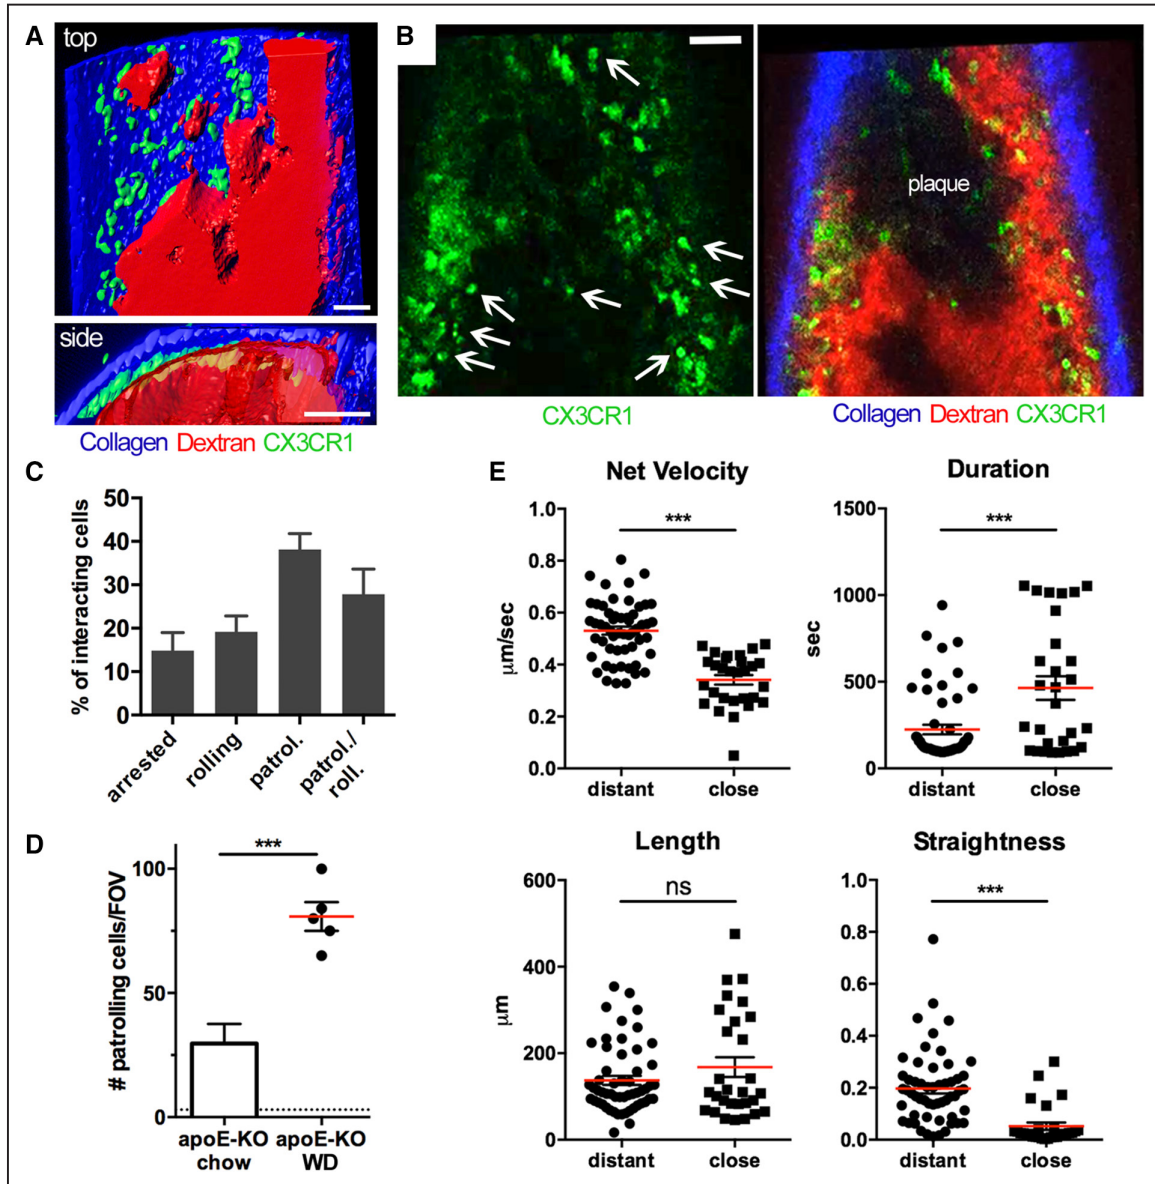 A
top
side
Collagen Dextran CX3CR1
B
plaque
CX3CR1
Collagen Dextran CX3CR1
C
% of interacting cells
50
40
30
20
10
0
arrested
rolling
patrol.
patrol./
roll.
D
# patrolling cells/FOV
100
50
0
***
apoE-KO
chow
apoE-KO
WD
E
Net Velocity
μm/sec
1.0
0.8
0.6
0.4
0.2
0.0
***
distant
close
Duration
sec
1500
1000
500
0
***
distant
close
Length
μm
600
400
200
0
ns
distant
close
Straightness
1.0
0.8
0.6
0.4
0.2
0.0
***
distant
close